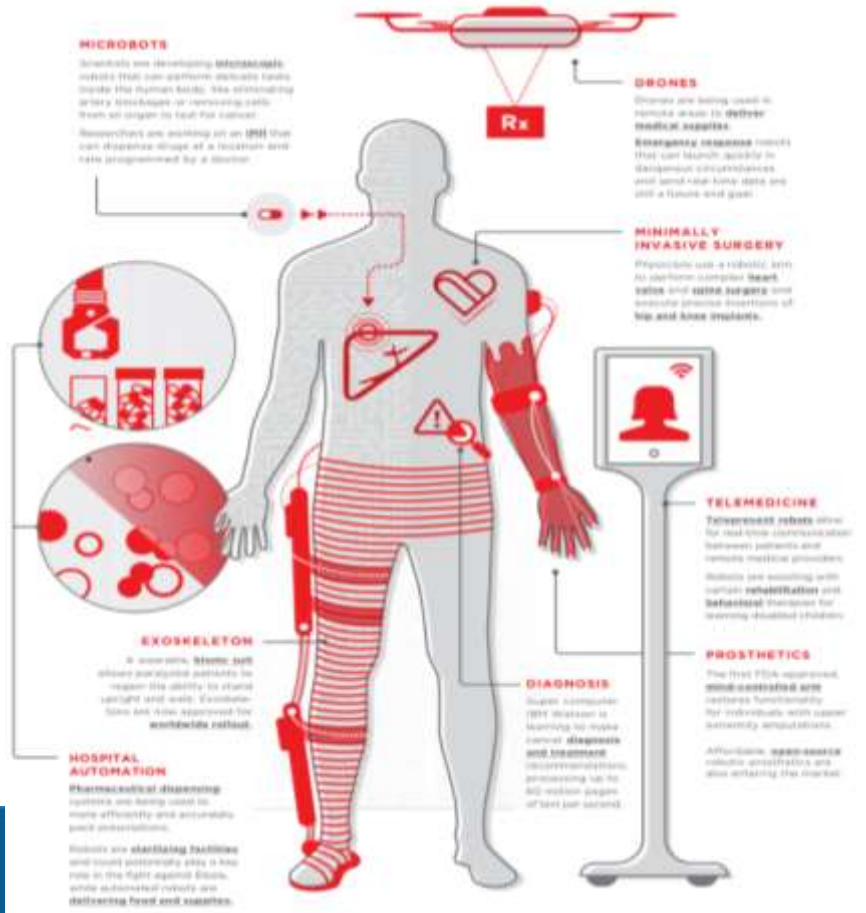 MICROBOTS
Scientists are developing microscopic
robots that can perform delicate tasks
inside the human body, like eliminating
artery blockages or removing cells
from an organ to test for cancer.
Researchers are working on an that
can dispense drugs at a location and
rate programmed by a doctor.
Rx
DRONES
Drones are being used in
remote areas to deliver
medical supplies.
Emergency response robots
that can launch quickly in
dangerous circumstances
and send real-time data are
still a future end goal.
MINIMALLY
INVASIVE SURGERY
Physicians use a robotic arm
to perform complex heart
valve and spine surgery and
execute precise insertions of
hip and knee implants.
TELEMEDICINE
Telepresent robots allow
for real-time communication
between patients and
remote medical providers.
Robots are assisting with
certain rehabilitation and
behavioral therapies for
learning disabled children.
EXOSKELETON
A wearable, bionic suit
allows paralyzed patients to
regain the ability to stand
upright and walk. Exoskele-
tons are now approved for
worldwide rollout.
DIAGNOSIS
Super computer
IBM Watson is
learning to make
cancer diagnosis
and treatment
recommendations,
processing up to
60 million pages
of text per second.
PROSTHETICS
The first FDA-approved,
mind-controlled arm
restores functionality
for individuals with upper
extremity amputations.
Affordable, open-source
robotic prosthetics are
also entering the market.
HOSPITAL
AUTOMATION
Pharmaceutical dispensing
systems are being used to
more efficiently and accurately
pack prescriptions.
Robots are sterilizing facilities
and could potentially play a key
role in the fight against Ebola,
while automated robots are
delivering food and supplies.